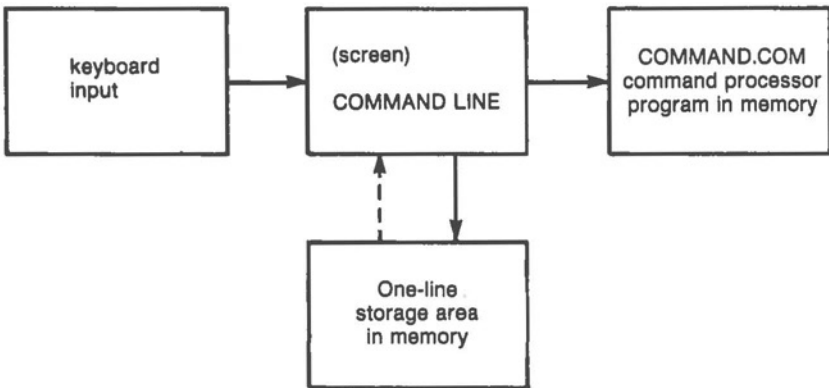 keyboard
input
(screen)
COMMAND LINE
COMMAND.COM
command processor
program in memory
One-line
storage area
in memory